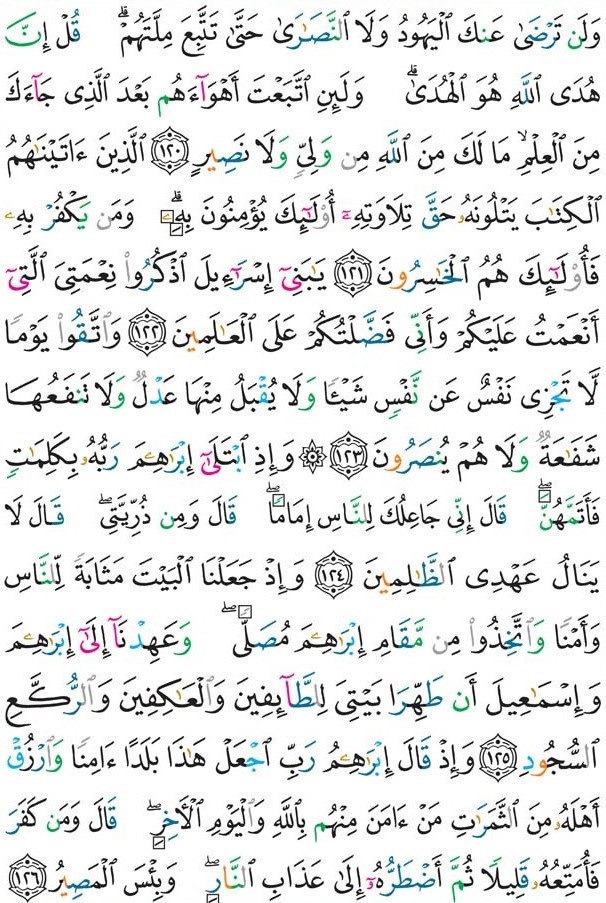 وَلَن تَرْضَىٰ عَنكَ ٱلْيَهُودُ وَلَا ٱلنَّصَـٰرَىٰ حَتَّىٰ تَتَّبِعَ مِلَّتَهُمْ ۗ قُلْ إِنَّ
هُدَى ٱللَّهِ هُوَ ٱلْهُدَىٰ ۗ وَلَئِنِ ٱتَّبَعْتَ أَهْوَآءَهُم بَعْدَ ٱلَّذِى جَآءَكَ
مِنَ ٱلْعِلْمِ ۙ مَا لَكَ مِنَ ٱللَّهِ مِن وَلِىٍّ وَلَا نَصِيرٍ ١٢٠ ٱلَّذِينَ ءَاتَيْنَـٰهُمُ
ٱلْكِتَـٰبَ يَتْلُونَهُۥ حَقَّ تِلَاوَتِهِۦٓ أُو۟لَـٰٓئِكَ يُؤْمِنُونَ بِهِۦ ۗ وَمَن يَكْفُرْ بِهِۦ
فَأُو۟لَـٰٓئِكَ هُمُ ٱلْخَـٰسِرُونَ ١٢١ يَـٰبَنِىٓ إِسْرَٰٓءِيلَ ٱذْكُرُوا۟ نِعْمَتِىَ ٱلَّتِىٓ
أَنْعَمْتُ عَلَيْكُمْ وَأَنِّى فَضَّلْتُكُمْ عَلَى ٱلْعَـٰلَمِينَ ١٢٢ وَٱتَّقُوا۟ يَوْمًا
لَّا تَجْزِى نَفْسٌ عَن نَّفْسٍ شَيْـًٔا وَلَا يُقْبَلُ مِنْهَا عَدْلٌ وَلَا تَنفَعُهَا
شَفَـٰعَةٌ وَلَا هُمْ يُنصَرُونَ ١٢٣ ۞ وَإِذِ ٱبْتَلَىٰٓ إِبْرَٰهِـۧمَ رَبُّهُۥ بِكَلِمَـٰتٍ
فَأَتَمَّهُنَّ ۖ قَالَ إِنِّى جَاعِلُكَ لِلنَّاسِ إِمَامًا ۖ قَالَ وَمِن ذُرِّيَّتِى ۖ قَالَ لَا
يَنَالُ عَهْدِى ٱلظَّـٰلِمِينَ ١٢٤ وَإِذْ جَعَلْنَا ٱلْبَيْتَ مَثَابَةً لِّلنَّاسِ
وَأَمْنًا وَٱتَّخِذُوا۟ مِن مَّقَامِ إِبْرَٰهِـۧمَ مُصَلًّى ۖ وَعَهِدْنَآ إِلَىٰٓ إِبْرَٰهِـۧمَ
وَإِسْمَـٰعِيلَ أَن طَهِّرَا بَيْتِىَ لِلطَّآئِفِينَ وَٱلْعَـٰكِفِينَ وَٱلرُّكَّعِ
ٱلسُّجُودِ ١٢٥ وَإِذْ قَالَ إِبْرَٰهِـۧمُ رَبِّ ٱجْعَلْ هَـٰذَا بَلَدًا ءَامِنًا وَٱرْزُقْ
أَهْلَهُۥ مِنَ ٱلثَّمَرَٰتِ مَنْ ءَامَنَ مِنْهُم بِٱللَّهِ وَٱلْيَوْمِ ٱلْـَٔاخِرِ ۖ قَالَ وَمَن كَفَرَ
فَأُمَتِّعُهُۥ قَلِيلًا ثُمَّ أَضْطَرُّهُۥٓ إِلَىٰ عَذَابِ ٱلنَّارِ ۖ وَبِئْسَ ٱلْمَصِيرُ ١٢٦